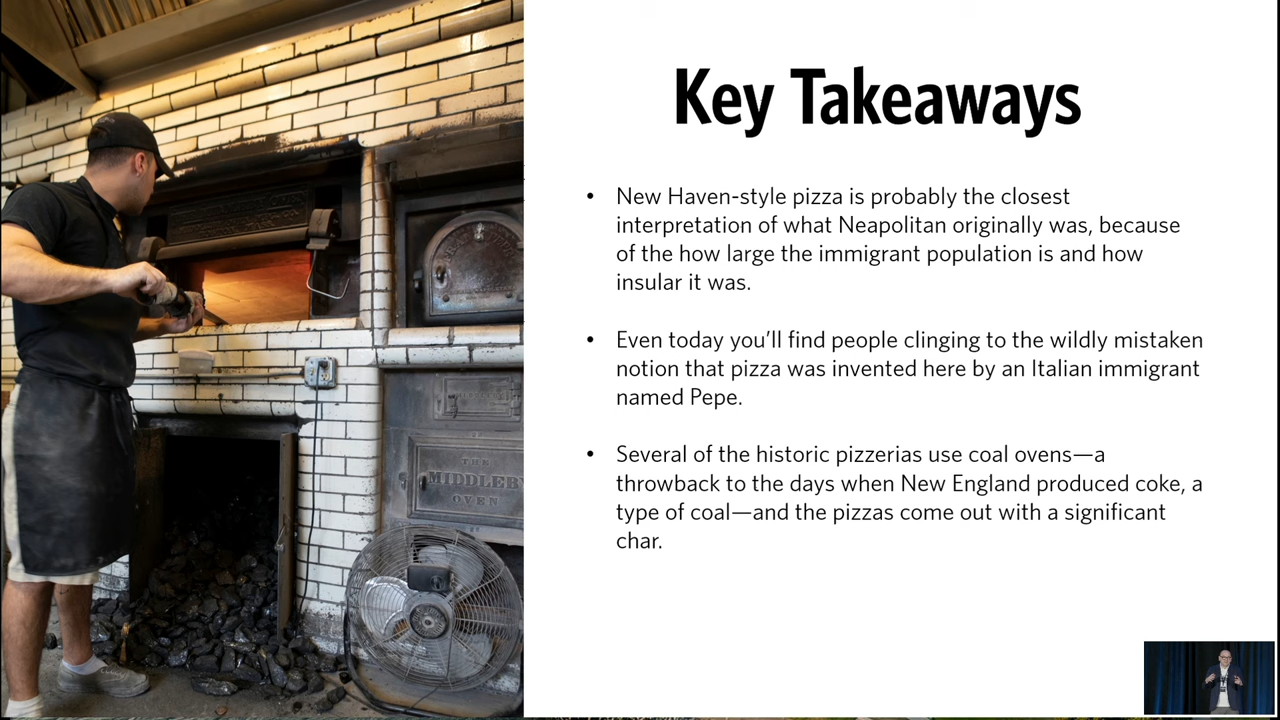 Key Takeaways
• New Haven-style pizza is probably the closest
interpretation of what Neapolitan originally was, because
of the how large the immigrant population is and how
insular it was.
• Even today you’ll find people clinging to the wildly mistaken
notion that pizza was invented here by an Italian immigrant
named Pepe.
• Several of the historic pizzerias use coal ovens—a
throwback to the days when New England produced coke, a
type of coal—and the pizzas come out with a significant
char.
THE
MIDDLEBY
OVEN